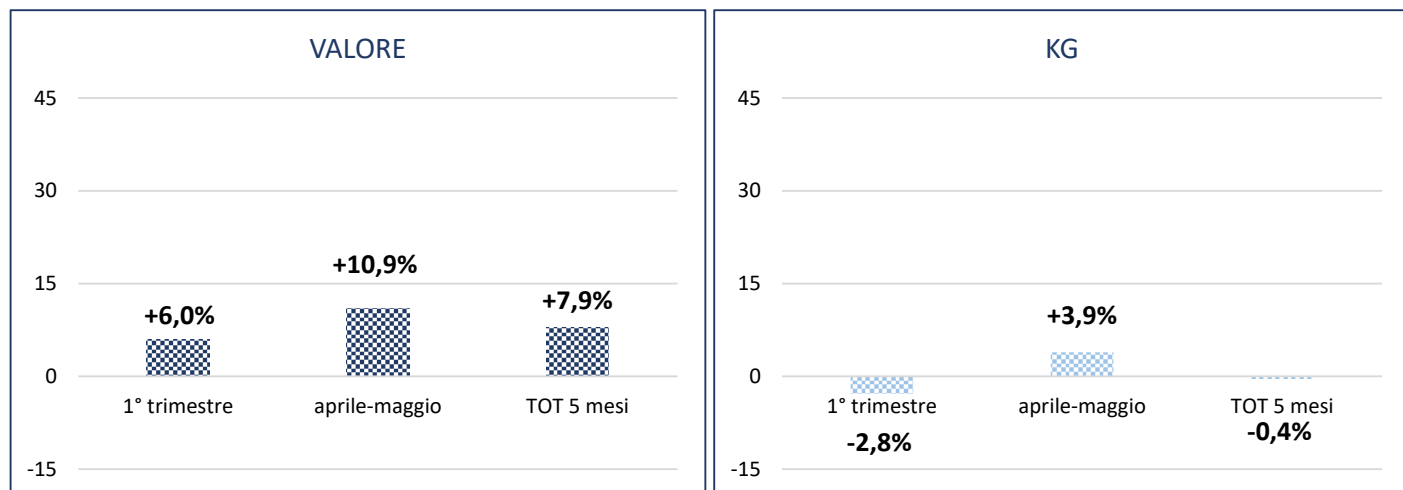 VALORE
45
30
15
0
-15
+6,0%
+10,9%
+7,9%
1° trimestre
aprile-maggio
TOT 5 mesi
KG
45
30
15
0
-15
-2,8%
+3,9%
-0,4%
1° trimestre
aprile-maggio
TOT 5 mesi